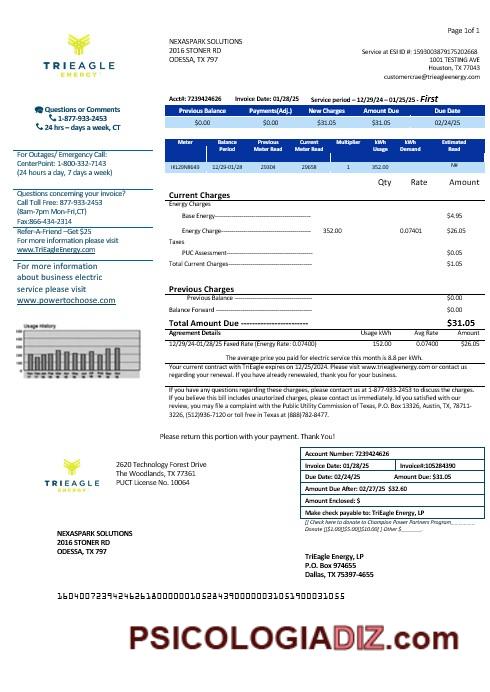 Page 1of 1
TRIEAGLE
ENERGY
NEXASPARK SOLUTIONS
2016 STONER RD
ODESSA, TX 797
Service at ESIID #: 1593003879175202668
1001 TESTING AVE
Houston, TX 77043
customercrae@trieagleenergy.com
Questions or Comments
1-877-933-2453
24 hrs – days a week, CT
Acct#: 7239424626 Invoice Date: 01/28/25 Service period – 12/29/24 – 01/25/25 - First
Previous Balance Payments(Adj.) New Charges Amount Due Due Date
$0.00 $0.00 $31.05 $31.05 02/24/25
Meter Balance Period Previous Meter Read Current Meter Read Multiplier kWh Usage kWh Demand Estimated Read
12/29-01/28 29304 29658 1 352.00
For Outages/ Emergency Call:
CenterPoint: 1-800-332-7143
(24 hours a day, 7 days a week)
Questions concerning your invoice?
Call Toll Free: 877-933-2453
(8am-7pm Mon-Fri,CT)
Fax:866-434-2314
Refer-A-Friend –Get $25
For more information please visit
www.TriEagleEnergy.com
For more information
about business electric
service please visit
www.powertochoose.com
Usage History
Qty Rate Amount
Current Charges
Energy Charges
Base Energy $4.95
Energy Charge 352.00 0.07401 $26.05
Taxes
PUC Assessment $0.05
Total Current Charges $1.05
Previous Charges
Previous Balance $0.00
Balance Forward $0.00
Total Amount Due ------------------------ $31.05
Agreement Details Usage kWh Avg Rate Amount
12/29/24-01/28/25 Faxed Rate (Energy Rate: 0.07400) 152.00 0.07400 $26.05
The average price you paid for electric service this month is 8.8 per kWh.
Your current contract with TriEagle expires on 12/25/2024. Please visit www.trieagleenergy.com or contact us
regarding your renewal. If you have already renewated, thank you for your business.
If you have any questions regarding these charges, please contact us at 1-877-933-2453 to discuss the charges.
If you believe this bill includes unautorized charges, please contact us immediately. Id satisfied with you our
review, you may file a complaint with the Public Utility Commission of Texas, P.O. Box 13326, Austin, TX, 78711-
3226, (512)936-7120 or toll free in Texas at (888)782-8477.
Please return this portion with your payment. Thank You!
TRIEAGLE
ENERGY
2620 Technology Forest Drive
The Woodlands, TX 77361
PUCT License No. 10064
Account Number: 7239424626
Invoice Date: 01/28/25 Invoice#:105284390
Due Date: 02/24/25 Amount Due: $31.05
Amount Due After: 02/27/25 $32.60
Amount Enclosed: $
Make check payable to: TriEagle Energy, LP
[] Check here to donate to Champion Power Partners Program
Donate [$1.00][$5.00][$10.00] [ ] Other $
NEXASPARK SOLUTIONS
2016 STONER RD
ODESSA, TX 797
TriEagle Energy, LP
P.O. Box 974655
Dallas, TX 75397-4655
PSICOLOGIADIZ.com